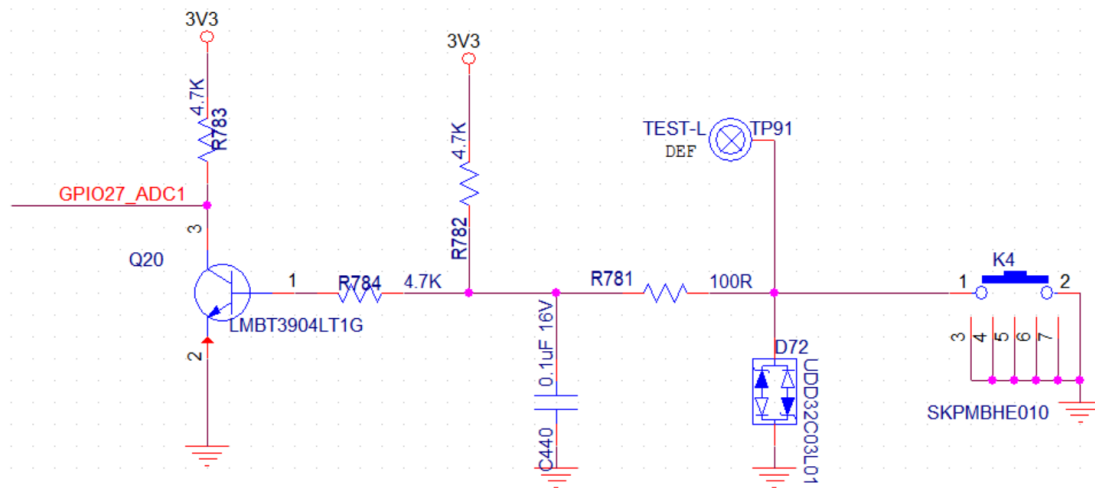 3V3
3V3
4.7K
R783
4.7K
R782
TEST-L
TP91
DEF
GPIO27_ADC1
3
Q20
1
R784
4.7K
R781
100R
K4
1
2
LMBT3904LT1G
2
0.1uF 16V
C440
D72
UDD32C03L01
3
4
5
6
7
SKPMBHE010